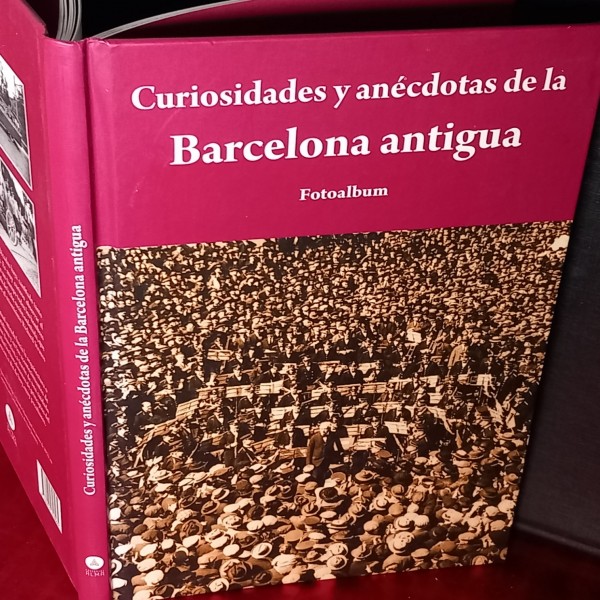 Curiosidades y anécdotas de la
Barcelona antigua
Fotoalbum
Curiosidades y anécdotas de la Barcelona antigua